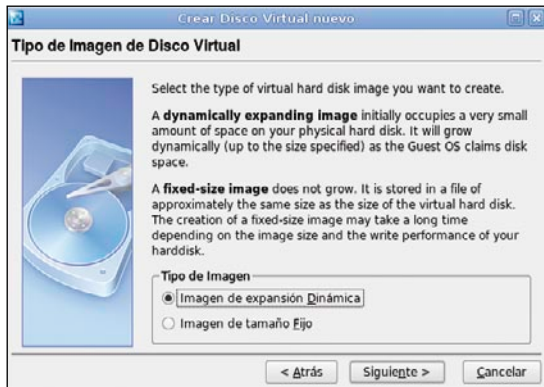 Crear Disco Virtual nuevo
Tipo de Imagen de Disco Virtual
Select the type of virtual hard disk image you want to create.
A dynamically expanding image initially occupies a very small
amount of space on your physical hard disk. It will grow
dynamically (up to the size specified) as the Guest OS claims disk
space.
A fixed-size image does not grow. It is stored in a file of
approximately the same size as the size of the virtual hard disk.
The creation of a fixed-size image may take a long time
depending on the image size and the write performance of your
harddisk.
Tipo de Imagen
Imagen de expansión Dinámica
Imagen de tamaño Fijo
< Atrás
Siguiente >
Cancelar